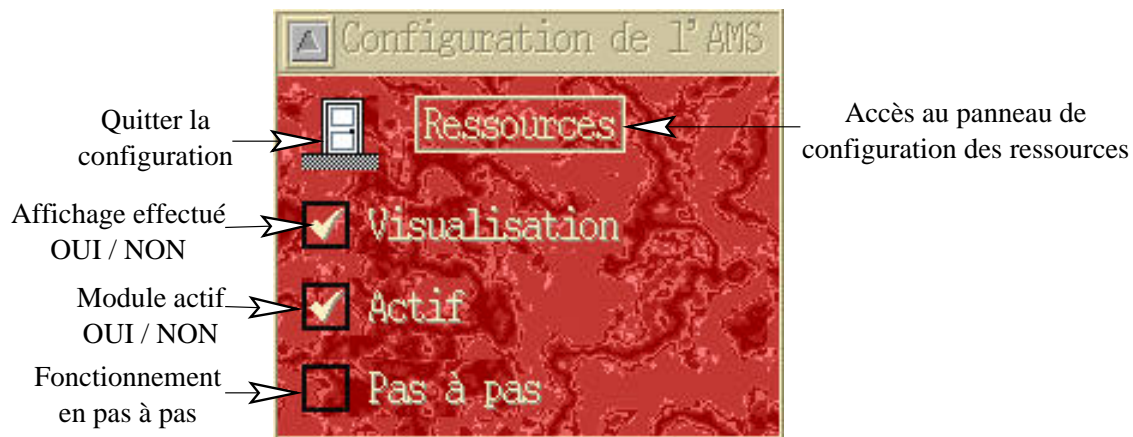 Configuration de l'AMS
Quitter la
configuration
Ressources
Accès au panneau de
configuration des ressources
Affichage effectué
OUI / NON
Visualisation
Module actif
OUI / NON
Actif
Fonctionnement
en pas à pas
Pas à pas